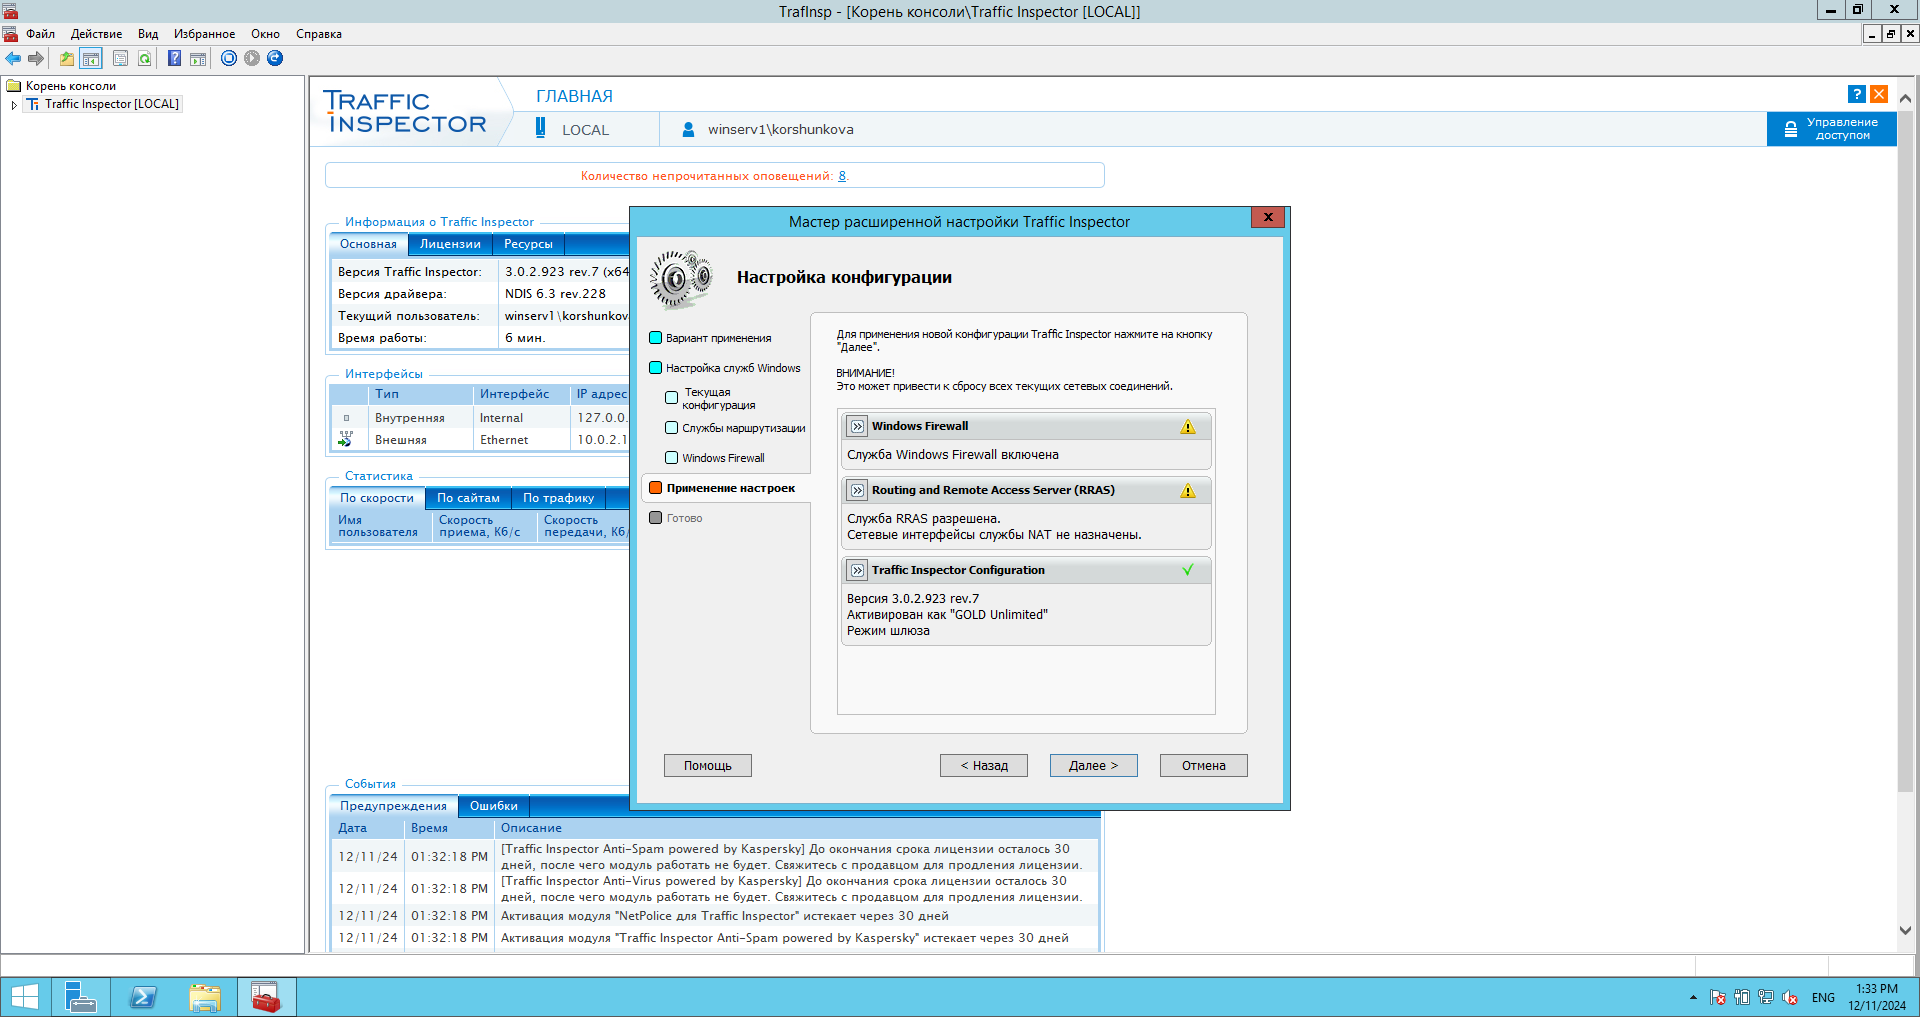 TrafInsp - [Корень консоли\Traffic Inspector [LOCAL]]
Файл Действие Вид Избранное Окно Справка
Корень консоли
Traffic Inspector [LOCAL]
TRAFFIC INSPECTOR
ГЛАВНАЯ
LOCAL
winserv1\korshunkova
Управление доступом
Количество непрочитанных оповещений: 8.
Информация о Traffic Inspector
Основная Лицензии Ресурсы
Версия Traffic Inspector: 3.0.2.923 rev.7 (x64
Версия драйвера: NDIS 6.3 rev.228
Текущий пользователь: winserv1\korshunkov
Время работы: 6 мин.
Интерфейсы
Тип Интерфейс IP адрес
Внутренняя Internal 127.0.0.
Внешняя Ethernet 10.0.2.1
Статистика
По скорости По сайтам По трафику
Имя пользователя Скорость приема, Кб/с Скорость передачи, Кб/
Мастер расширенной настройки Traffic Inspector
Настройка конфигурации
Вариант применения
Настройка служб Windows
Текущая конфигурация
Службы маршрутизации
Windows Firewall
Применение настроек
Готово
Для применения новой конфигурации Traffic Inspector нажмите на кнопку
"Далее".
ВНИМАНИЕ!
Это может привести к сбросу всех текущих сетевых соединений.
Windows Firewall
Служба Windows Firewall включена
Routing and Remote Access Server (RRAS)
Служба RRAS разрешена.
Сетевые интерфейсы службы NAT не назначены.
Traffic Inspector Configuration
Версия 3.0.2.923 rev.7
Активирован как "GOLD Unlimited"
Режим шлюза
Помощь < Назад Далее > Отмена
События
Предупреждения Ошибки
Дата Время Описание
12/11/24 01:32:18 PM [Traffic Inspector Anti-Spam powered by Kaspersky] До окончания срока лицензии осталось 30
дней, после чего модуль работать не будет. Свяжитесь с продавцом для продления лицензии.
12/11/24 01:32:18 PM [Traffic Inspector Anti-Virus powered by Kaspersky] До окончания срока лицензии осталось 30
дней, после чего модуль работать не будет. Свяжитесь с продавцом для продления лицензии.
12/11/24 01:32:18 PM Активация модуля "NetPolice для Traffic Inspector" истекает через 30 дней
12/11/24 01:32:18 PM Активация модуля "Traffic Inspector Anti-Spam powered by Kaspersky" истекает через 30 дней
ENG
1:33 PM
12/11/2024